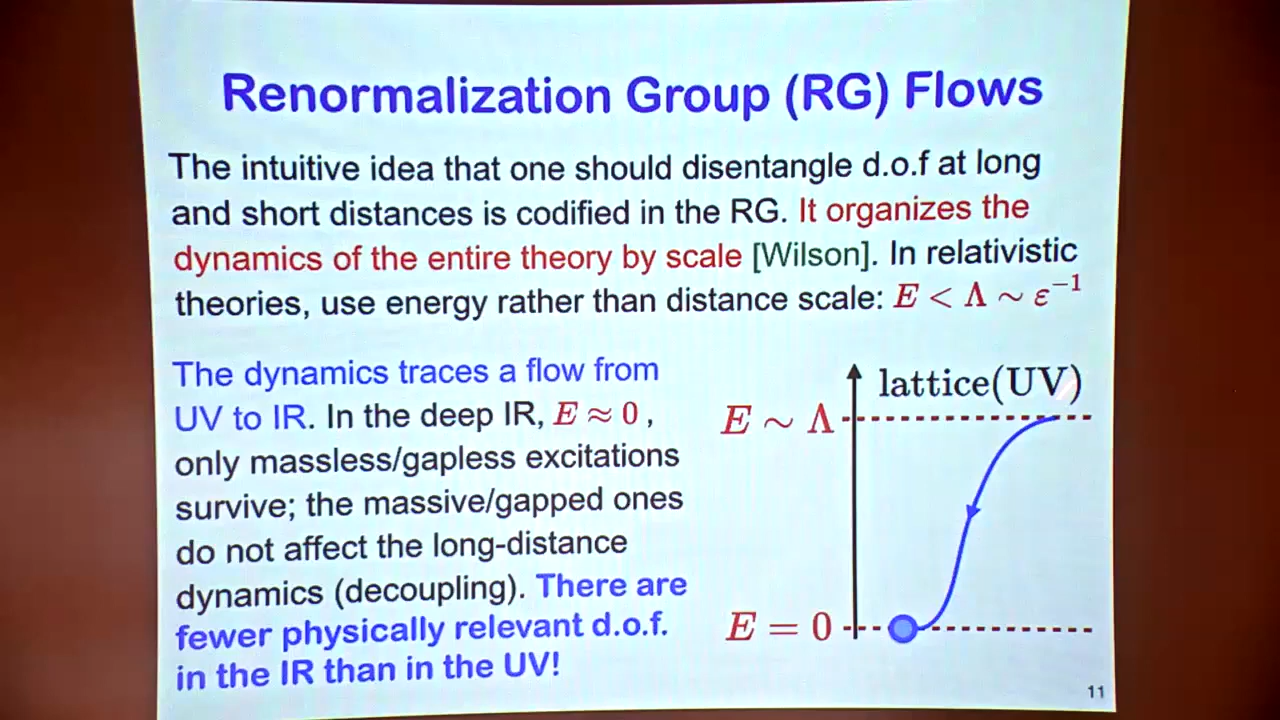 Renormalization Group (RG) Flows
The intuitive idea that one should disentangle d.o.f at long
and short distances is codified in the RG. It organizes the
dynamics of the entire theory by scale [Wilson]. In relativistic
theories, use energy rather than distance scale: E < Λ ∼ ε⁻¹
The dynamics traces a flow from
UV to IR. In the deep IR, E ≈ 0 ,
only massless/gapless excitations
survive; the massive/gapped ones
do not affect the long-distance
dynamics (decoupling). There are
fewer physically relevant d.o.f.
in the IR than in the UV!
lattice(UV)
E ∼ Λ
E = 0
11